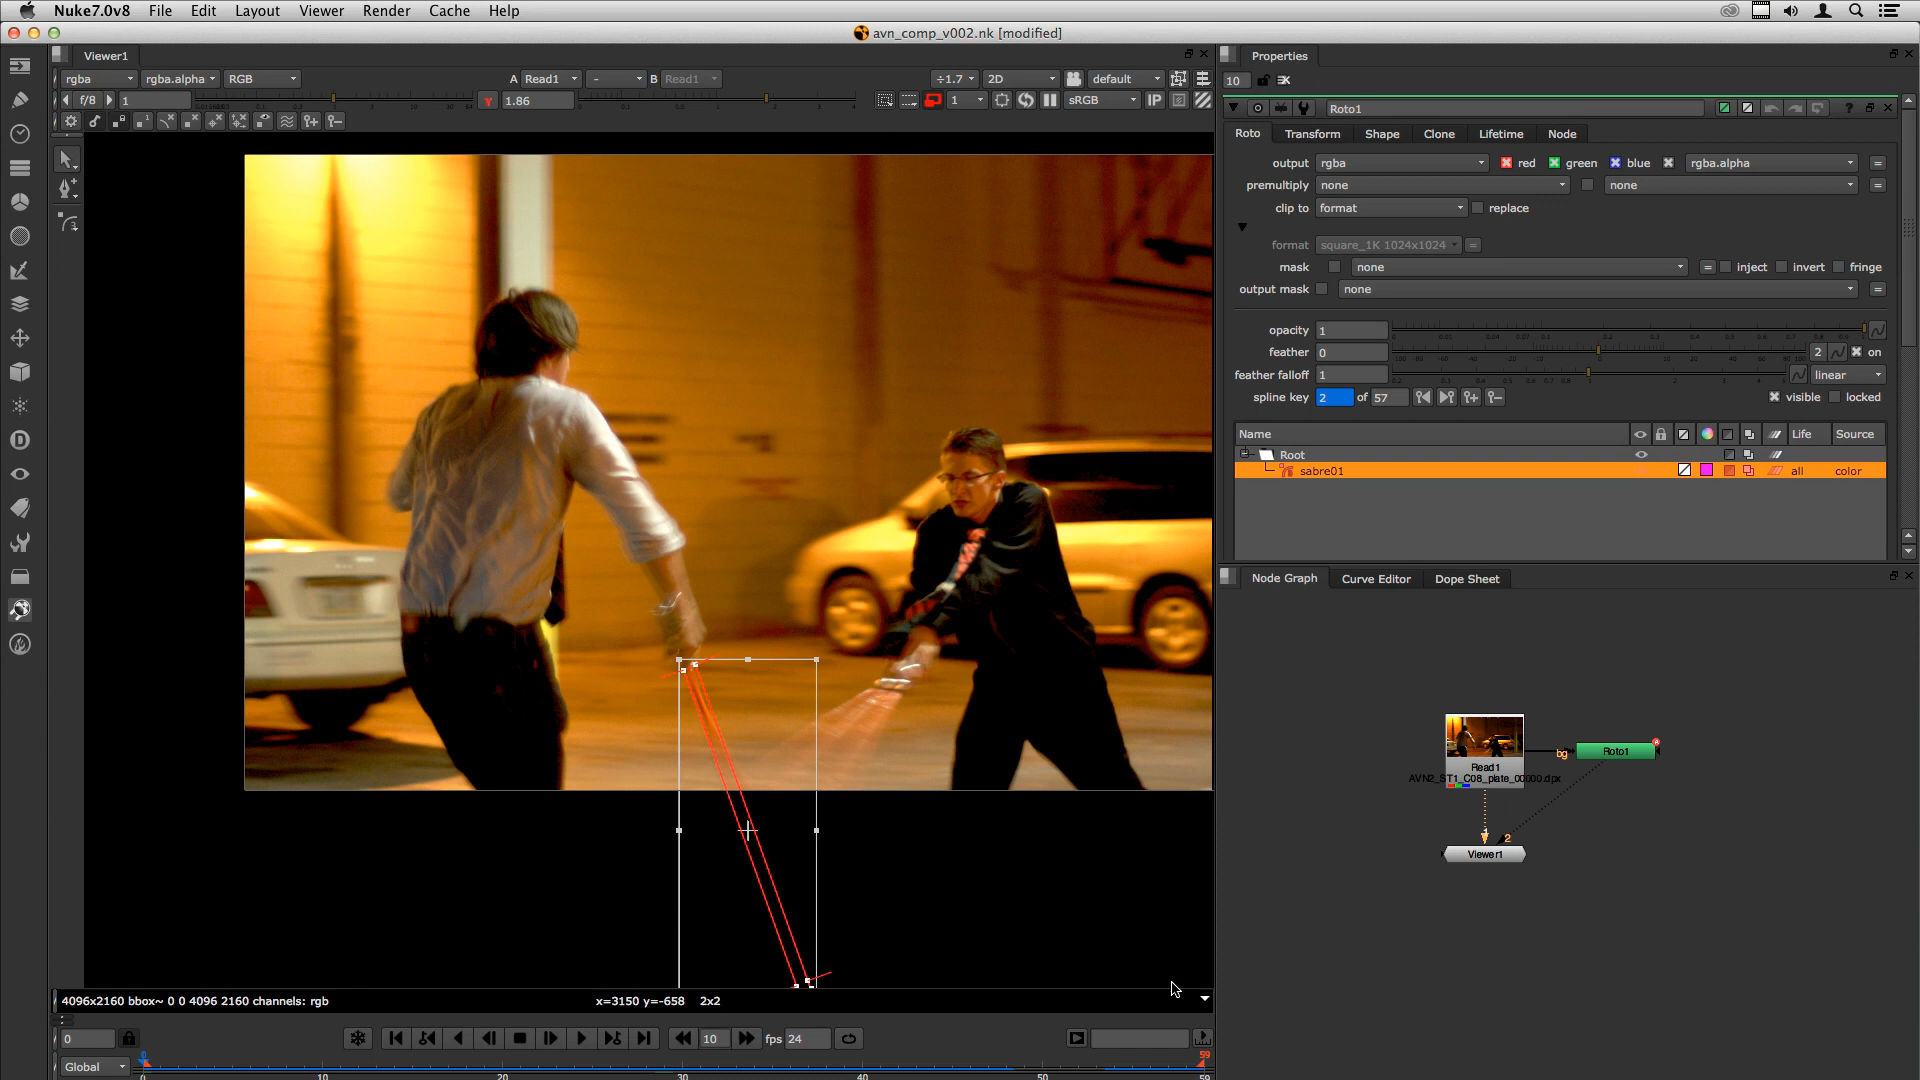 Nuke7.0v8 File Edit Layout Viewer Render Cache Help
avn_comp_v002.nk [modified]
Viewer1
rgba rgba.alpha RGB A Read1 - B Read1 ÷1.7 2D default
f/8 1 Y 1.86 1 sRGB IP
4096x2160 bbox~ 0 0 4096 2160 channels: rgb x=3150 y=-658 2x2
0 10 fps 24
Global 0 0 10 20 30 40 50 59 59
Properties
10
Roto1
Roto Transform Shape Clone Lifetime Node
output rgba red green blue rgba.alpha =
premultiply none none =
clip to format replace
format square_1K 1024x1024 =
mask none = inject invert fringe
output mask none =
opacity 1
feather 0 2 on
feather falloff 1 linear
spline key 2 of 57 visible locked
Name Life Source
Root
sabre01 all color
Node Graph Curve Editor Dope Sheet
Read1
AVN2_ST1_C08_plate_00000.dpx
bg Roto1
1 2
Viewer1